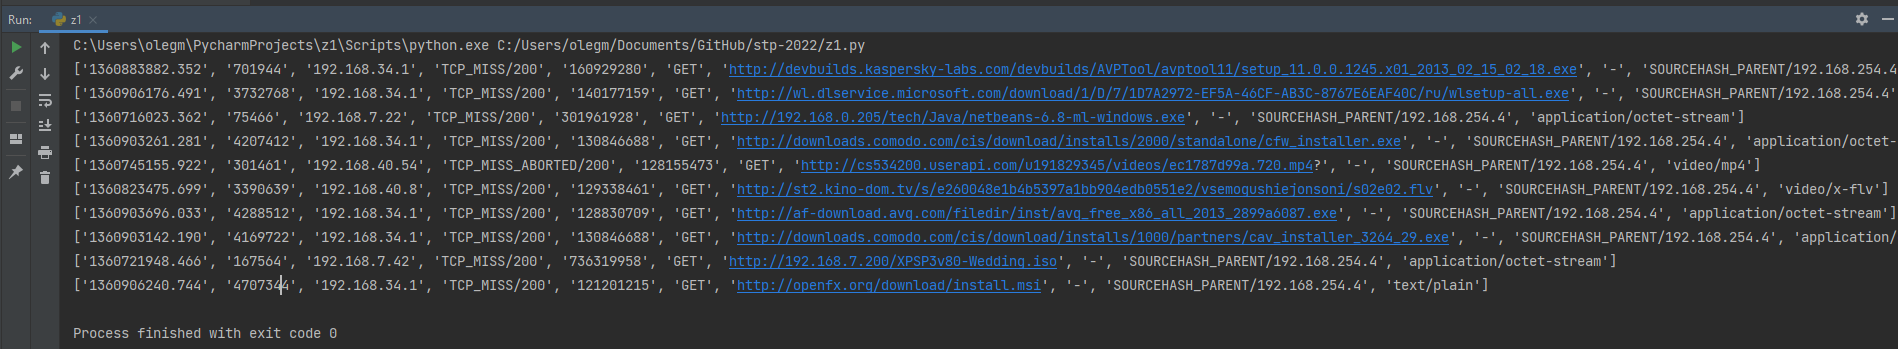 Run: z1
C:\Users\olegm\PycharmProjects\z1\Scripts\python.exe C:/Users/olegm/Documents/GitHub/stp-2022/z1.py
['1360883882.352', '701944', '192.168.34.1', 'TCP_MISS/200', '160929280', 'GET', 'http://devbuilds.kaspersky-labs.com/devbuilds/AVPTool/avptool11/setup_11.0.0.1245.x01_2013_02_15_02_18.exe', '-', 'SOURCEHASH_PARENT/192.168.254.4
['1360906176.491', '3732768', '192.168.34.1', 'TCP_MISS/200', '140177159', 'GET', 'http://wl.dlservice.microsoft.com/download/1/D/7/1D7A2972-EF5A-46CF-AB3C-8767E6EAF40C/ru/wlsetup-all.exe', '-', 'SOURCEHASH_PARENT/192.168.254.4'
['1360716023.362', '75466', '192.168.7.22', 'TCP_MISS/200', '301961928', 'GET', 'http://192.168.0.205/tech/Java/netbeans-6.8-ml-windows.exe', '-', 'SOURCEHASH_PARENT/192.168.254.4', 'application/octet-stream']
['1360903261.281', '4207412', '192.168.34.1', 'TCP_MISS/200', '130846688', 'GET', 'http://downloads.comodo.com/cis/download/installs/2000/standalone/cfw_installer.exe', '-', 'SOURCEHASH_PARENT/192.168.254.4', 'application/octet-
['1360745155.922', '301461', '192.168.40.54', 'TCP_MISS_ABORTED/200', '128155473', 'GET', 'http://cs534200.userapi.com/u191829345/videos/ec1787d99a.720.mp4?', '-', 'SOURCEHASH_PARENT/192.168.254.4', 'video/mp4']
['1360823475.699', '3390639', '192.168.40.8', 'TCP_MISS/200', '129338461', 'GET', 'http://st2.kino-dom.tv/s/e260048e1b4b5397a1bb904edb0551e2/vsemogushiejonsoni/s02e02.flv', '-', 'SOURCEHASH_PARENT/192.168.254.4', 'video/x-flv']
['1360903696.033', '4288512', '192.168.34.1', 'TCP_MISS/200', '128830709', 'GET', 'http://af-download.avg.com/filedir/inst/avg_free_x86_all_2013_2899a6087.exe', '-', 'SOURCEHASH_PARENT/192.168.254.4', 'application/octet-stream']
['1360903142.190', '4169722', '192.168.34.1', 'TCP_MISS/200', '130846688', 'GET', 'http://downloads.comodo.com/cis/download/installs/1000/partners/cav_installer_3264_29.exe', '-', 'SOURCEHASH_PARENT/192.168.254.4', 'application/
['1360721948.466', '167564', '192.168.7.42', 'TCP_MISS/200', '736319958', 'GET', 'http://192.168.7.200/XPSP3v80-Wedding.iso', '-', 'SOURCEHASH_PARENT/192.168.254.4', 'application/octet-stream']
['1360906240.744', '4707344', '192.168.34.1', 'TCP_MISS/200', '121201215', 'GET', 'http://openfx.org/download/install.msi', '-', 'SOURCEHASH_PARENT/192.168.254.4', 'text/plain']
Process finished with exit code 0